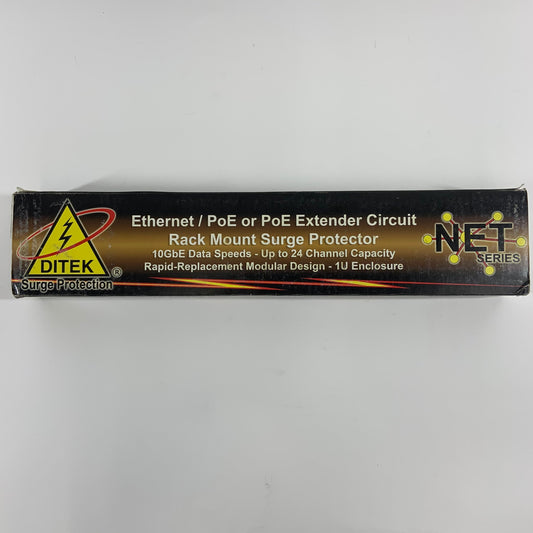 DITEK
®
Surge Protection
Ethernet / PoE or PoE Extender Circuit
Rack Mount Surge Protector
10GbE Data Speeds - Up to 24 Channel Capacity
Rapid-Replacement Modular Design - 1U Enclosure
NET
SERIES